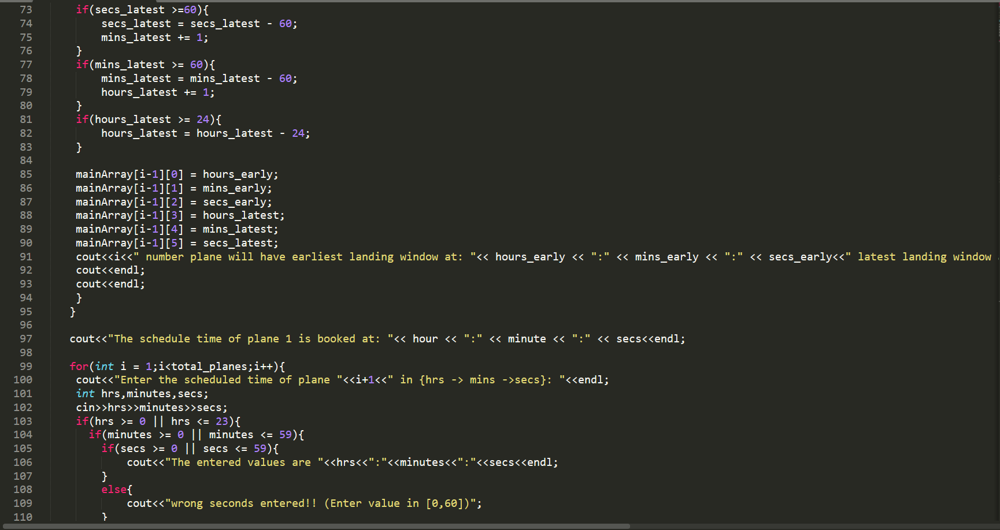 73 if(secs_latest >=60){
74 secs_latest = secs_latest - 60;
75 mins_latest += 1;
76 }
77 if(mins_latest >= 60){
78 mins_latest = mins_latest - 60;
79 hours_latest += 1;
80 }
81 if(hours_latest >= 24){
82 hours_latest = hours_latest - 24;
83 }
84
85 mainArray[i-1][0] = hours_early;
86 mainArray[i-1][1] = mins_early;
87 mainArray[i-1][2] = secs_early;
88 mainArray[i-1][3] = hours_latest;
89 mainArray[i-1][4] = mins_latest;
90 mainArray[i-1][5] = secs_latest;
91 cout<<i<<" number plane will have earliest landing window at: "<< hours_early << ":" << mins_early << ":" << secs_early<<" latest landing window
92 cout<<endl;
93 cout<<endl;
94 }
95 }
96
97 cout<<"The schedule time of plane 1 is booked at: "<< hour << ":" << minute << ":" << secs<<endl;
98
99 for(int i = 1;i<total_planes;i++){
100 cout<<"Enter the scheduled time of plane "<<i+1<<" in {hrs -> mins ->secs}: "<<endl;
101 int hrs,minutes,secs;
102 cin>>hrs>>minutes>>secs;
103 if(hrs >= 0 || hrs <= 23){
104 if(minutes >= 0 || minutes <= 59){
105 if(secs >= 0 || secs <= 59){
106 cout<<"The entered values are "<<hrs<<":"<<minutes<<":"<<secs<<endl;
107 }
108 else{
109 cout<<"wrong seconds entered!! (Enter value in [0,60])";
110 }